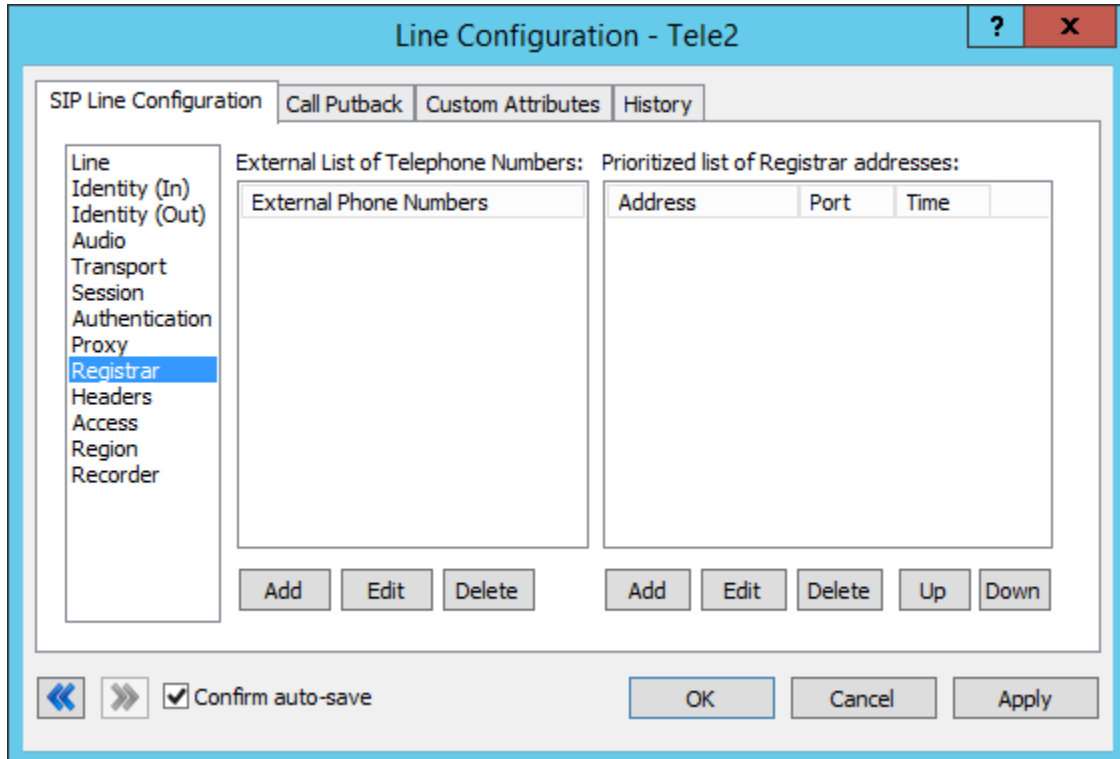 Line Configuration - Tele2
?
x
SIP Line Configuration
Call Putback
Custom Attributes
History
Line
Identity (In)
Identity (Out)
Audio
Transport
Session
Authentication
Proxy
Registrar
Headers
Access
Region
Recorder
External List of Telephone Numbers:
External Phone Numbers
Add
Edit
Delete
Prioritized list of Registrar addresses:
Address
Port
Time
Add
Edit
Delete
Up
Down
Confirm auto-save
OK
Cancel
Apply